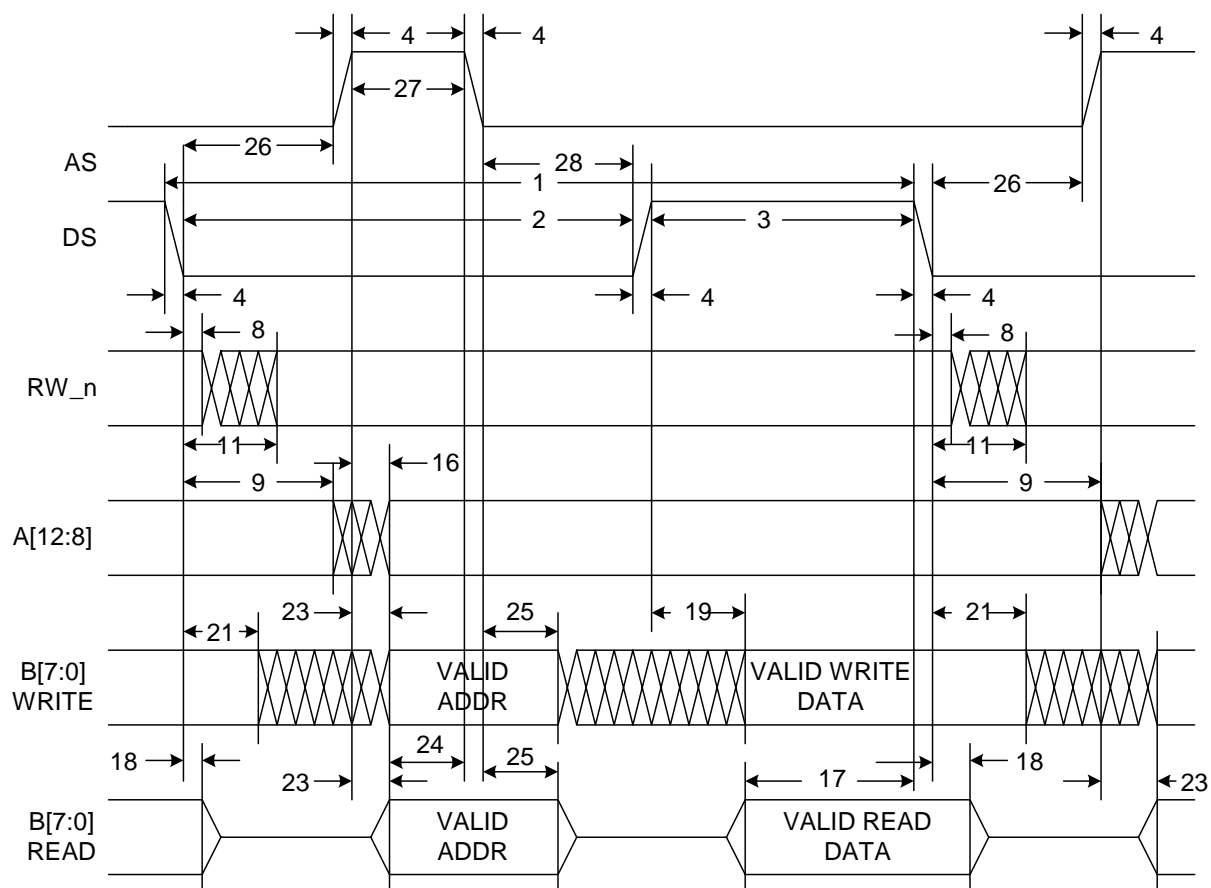 4 4 4
27
26
AS
28
1
26
DS
2 3
4 4 4
8 8
RW_n
11 11
16
9 9
A[12:8]
23 25 19 21
21
B[7:0] VALID VALID WRITE
WRITE ADDR DATA
18 24 25 18
23 17 23
B[7:0] VALID VALID READ
READ ADDR DATA